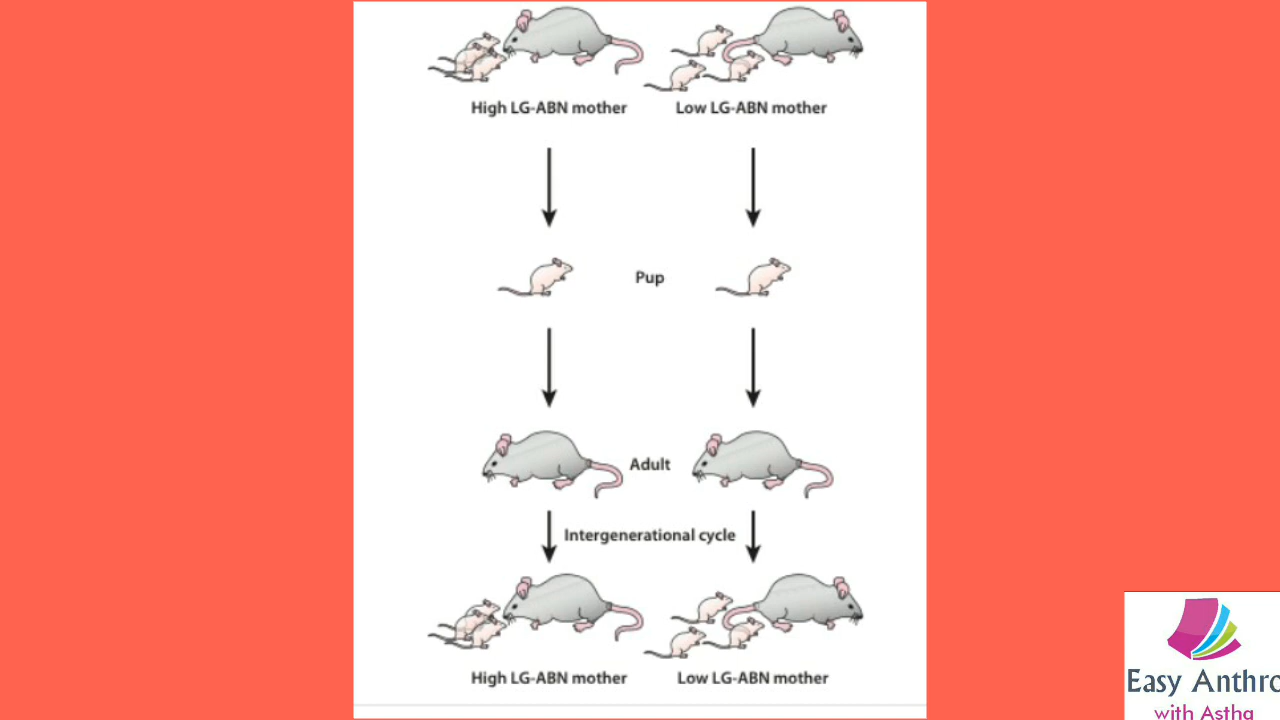 High LG-ABN mother
Low LG-ABN mother
Pup
Adult
Intergenerational cycle
High LG-ABN mother
Low LG-ABN mother
Easy Anthro
with Astha